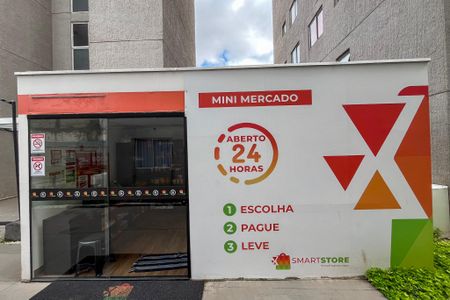 MINI MERCADO
ABERTO
24
HORAS
1 ESCOLHA
2 PAGUE
3 LEVE
SMARTSTORE